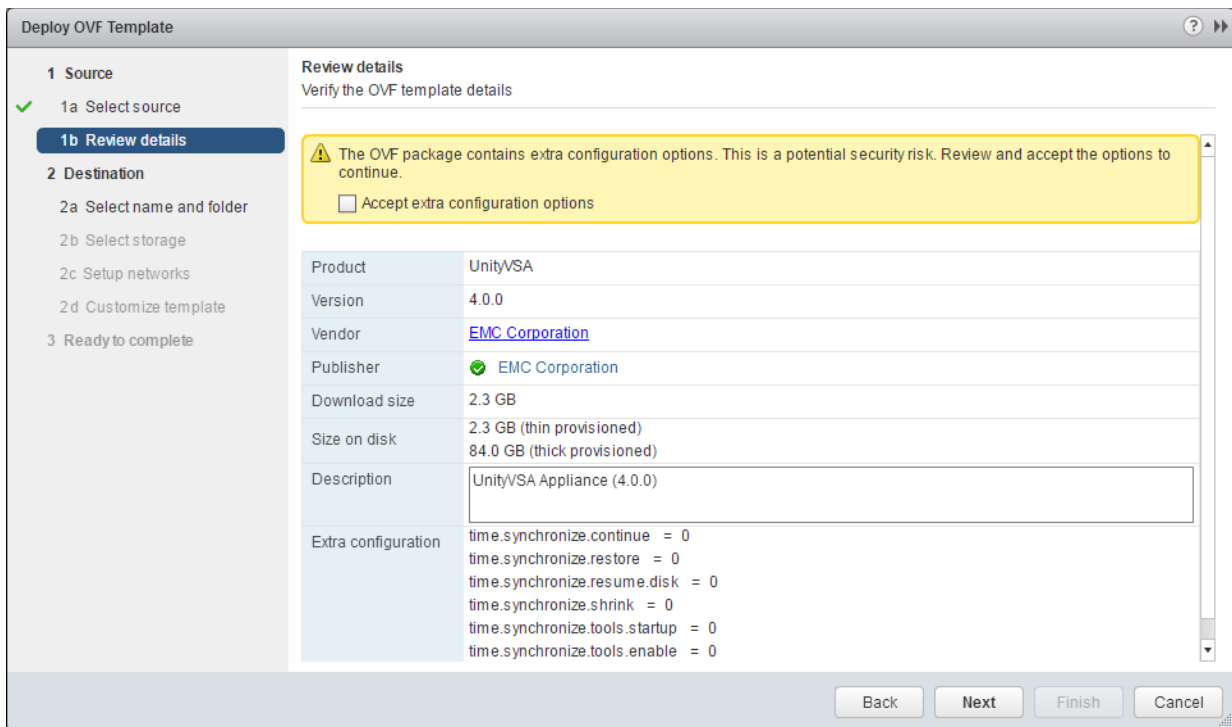 Deploy OVF Template
?
1 Source
1a Select source
1b Review details
2 Destination
2a Select name and folder
2b Select storage
2c Setup networks
2d Customize template
3 Ready to complete
Review details
Verify the OVF template details
The OVF package contains extra configuration options. This is a potential security risk. Review and accept the options to
continue.
Accept extra configuration options
Product UnityVSA
Version 4.0.0
Vendor EMC Corporation
Publisher EMC Corporation
Download size 2.3 GB
Size on disk 2.3 GB (thin provisioned)
84.0 GB (thick provisioned)
Description UnityVSA Appliance (4.0.0)
Extra configuration time.synchronize.continue = 0
time.synchronize.restore = 0
time.synchronize.resume.disk = 0
time.synchronize.shrink = 0
time.synchronize.tools.startup = 0
time.synchronize.tools.enable = 0
Back Next Finish Cancel